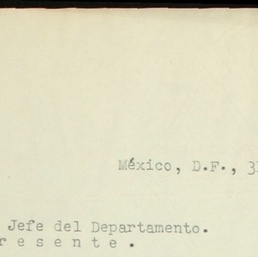 México, D.F., 3
Jefe del Departamento.
r e s e n t e .